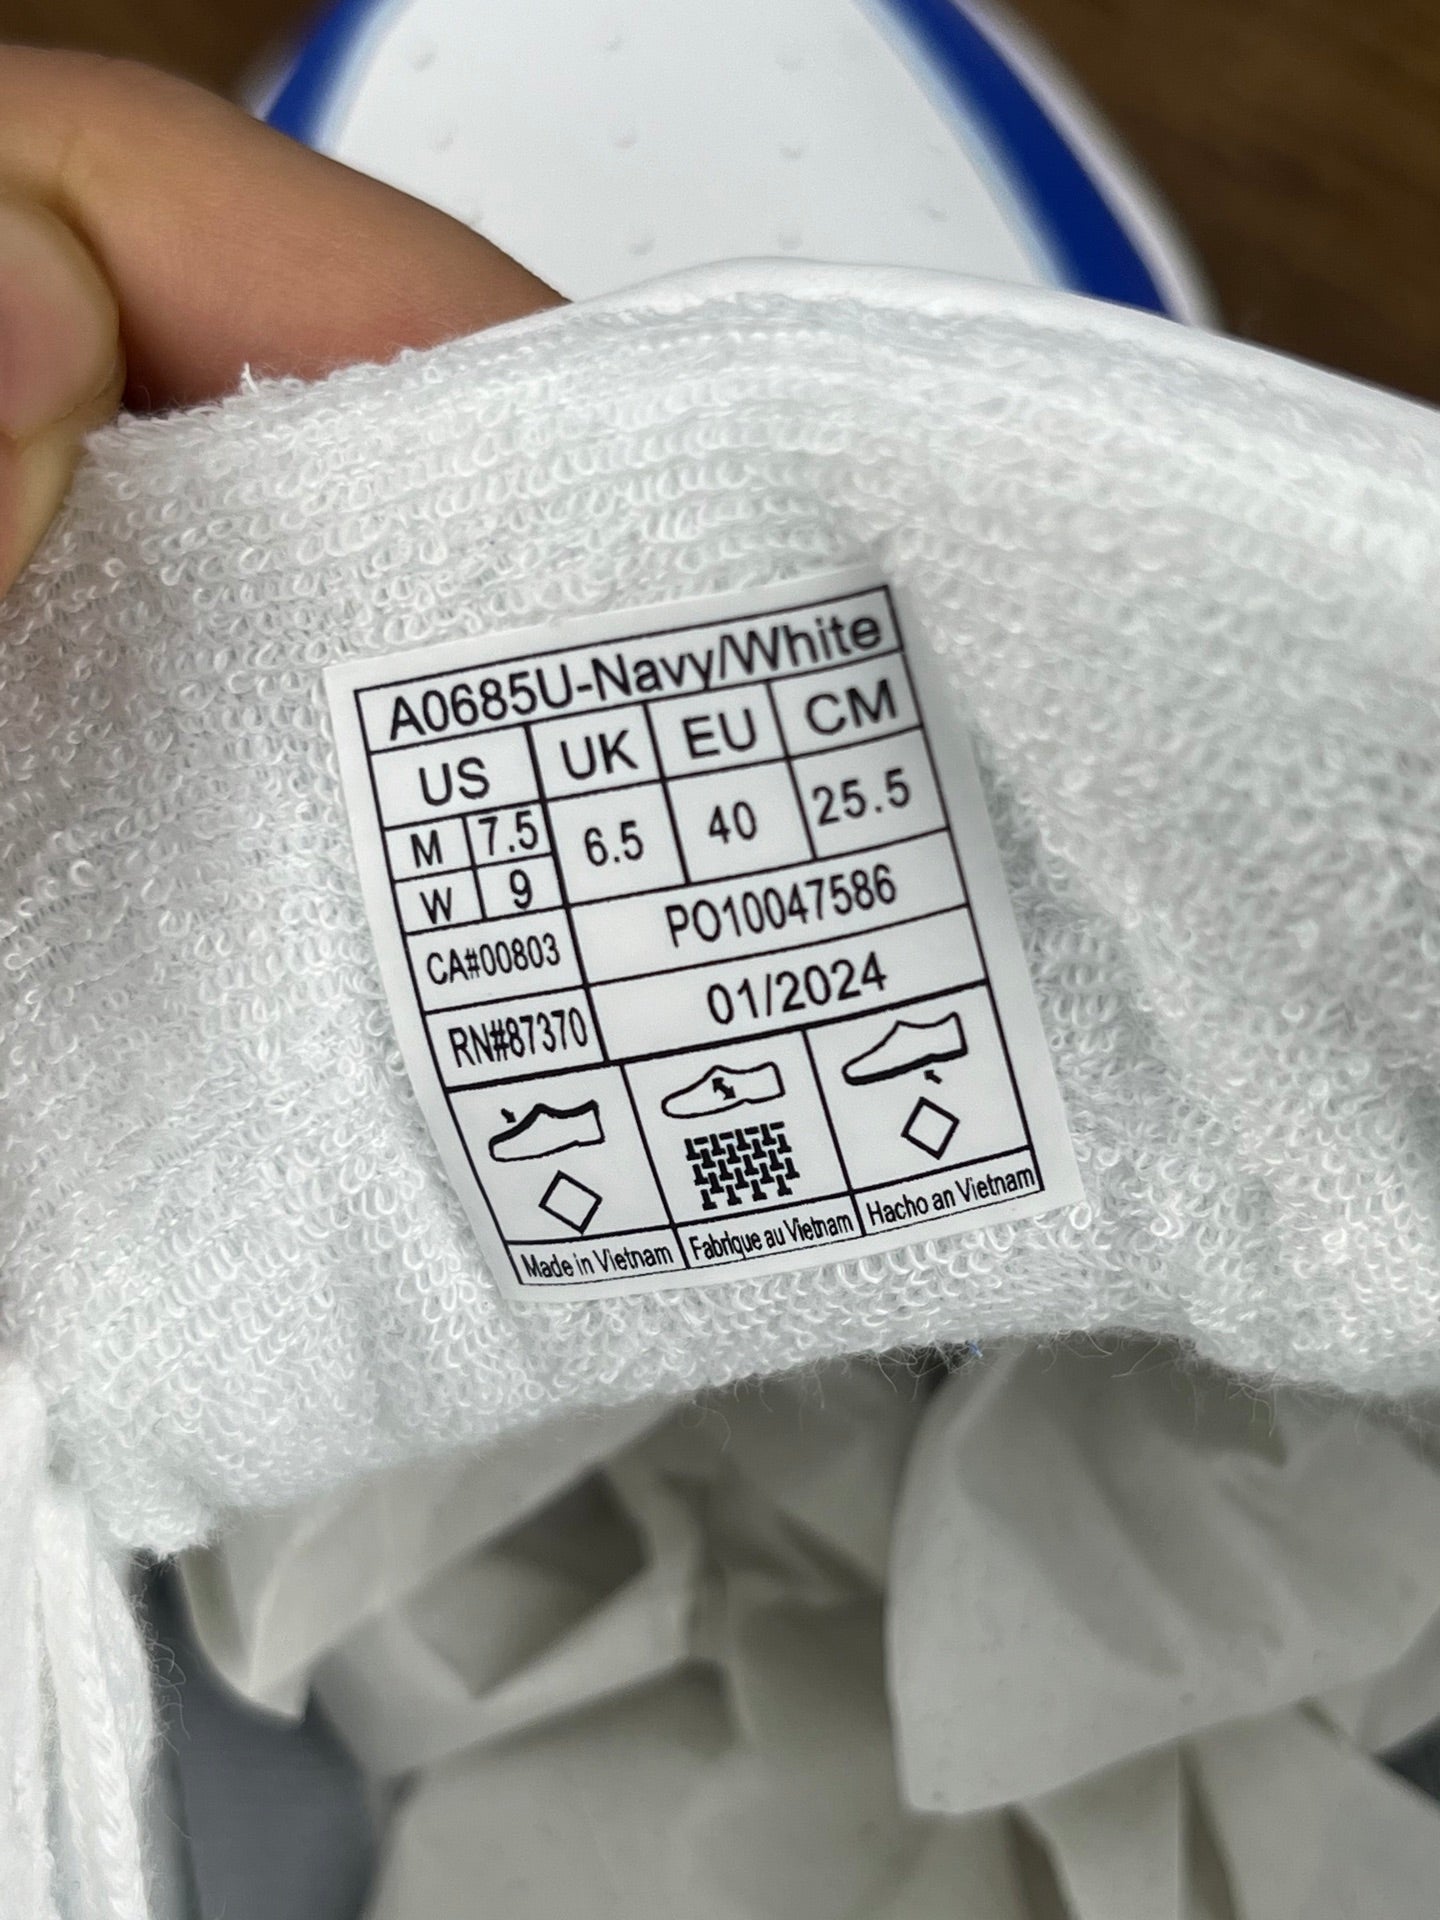 A0685U-Navy/White
US UK EU CM
M 7.5 6.5 40 25.5
W 9
CA#00803 PO10047586
RN#87370 01/2024
Made in Vietnam Fabrique au Vietnam Hacho an Vietnam